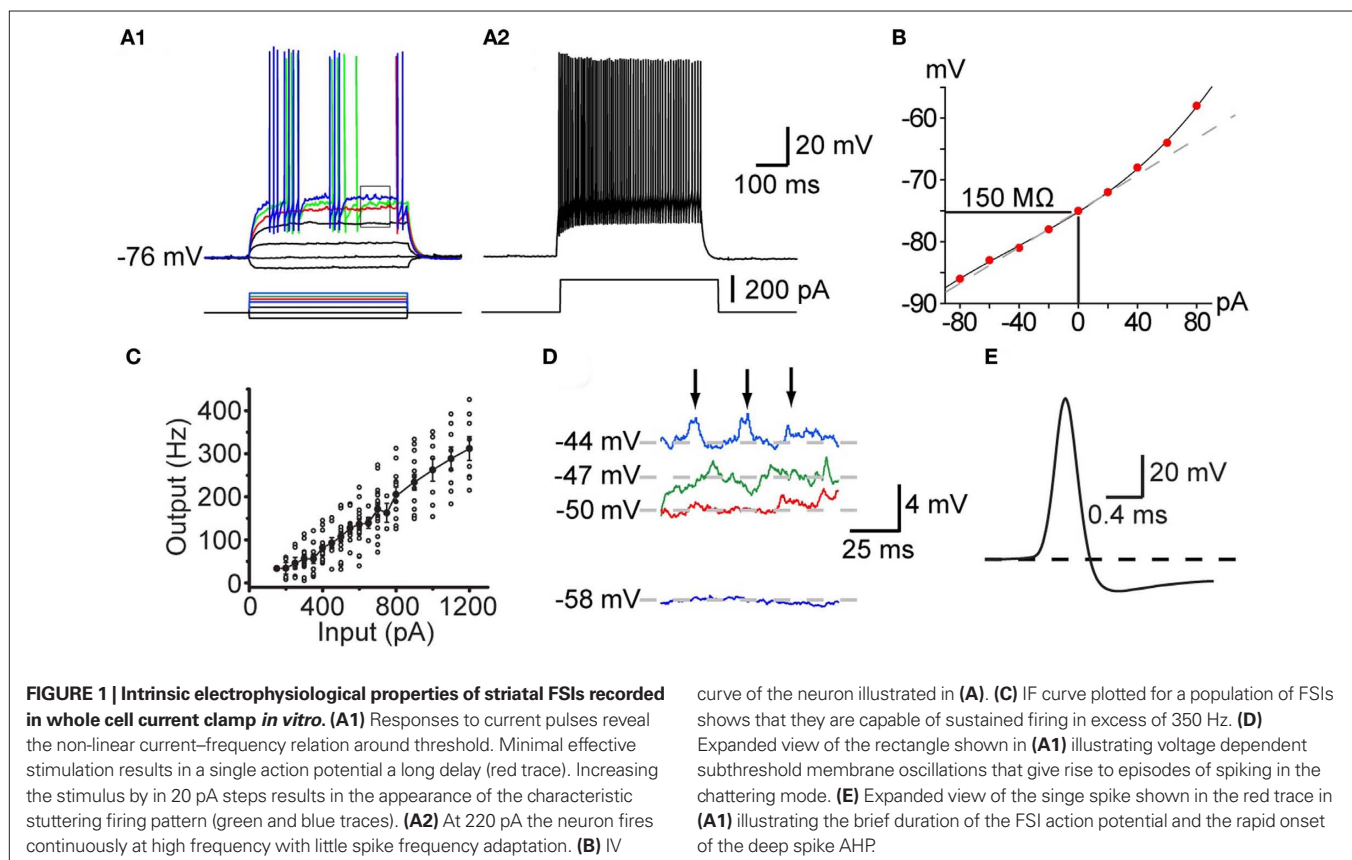 A1
A2
B
mV
-60
-70
-80
-90
150 MΩ
-80
-40
0
40
80
pA
20 mV
100 ms
-76 mV
200 pA
C
Output (Hz)
400
300
200
100
0
0
400
800
1200
Input (pA)
D
-44 mV
-47 mV
-50 mV
-58 mV
4 mV
25 ms
E
20 mV
0.4 ms
FIGURE 1 | Intrinsic electrophysiological properties of striatal FSIs recorded
in whole cell current clamp in vitro. (A1) Responses to current pulses reveal
the non-linear current–frequency relation around threshold. Minimal effective
stimulation results in a single action potential a long delay (red trace). Increasing
the stimulus by in 20 pA steps results in the appearance of the characteristic
stuttering firing pattern (green and blue traces). (A2) At 220 pA the neuron fires
continuously at high frequency with little spike frequency adaptation. (B) IV
curve of the neuron illustrated in (A). (C) IF curve plotted for a population of FSIs
shows that they are capable of sustained firing in excess of 350 Hz. (D)
Expanded view of the rectangle shown in (A1) illustrating voltage dependent
subthreshold membrane oscillations that give rise to episodes of spiking in the
chattering mode. (E) Expanded view of the singe spike shown in the red trace in
(A1) illustrating the brief duration of the FSI action potential and the rapid onset
of the deep spike AHP.